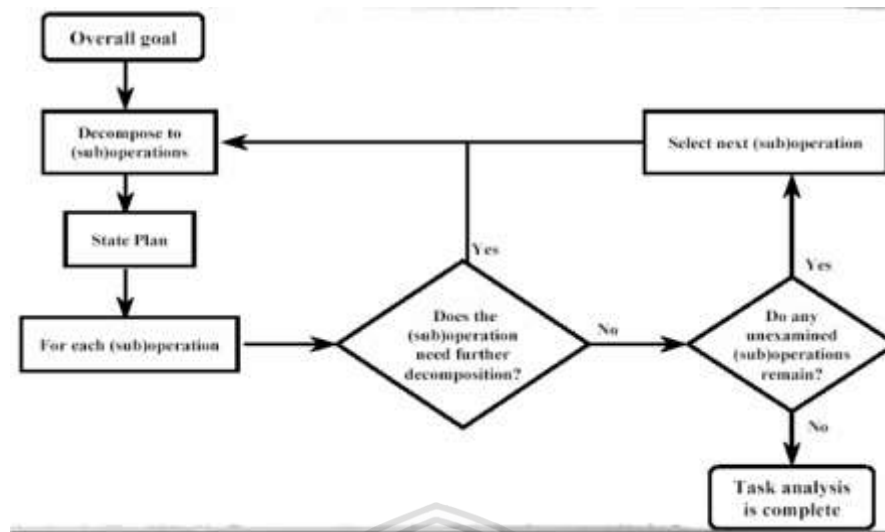 Overall goal
Decompose to
(sub)operations
Select next (sub)operation
State Plan
Yes
Yes
For each (sub)operation
Does the
(sub)operation
need further
decomposition?
No
Do any
unexamined
(sub)operations
remain?
No
Task analysis
is complete